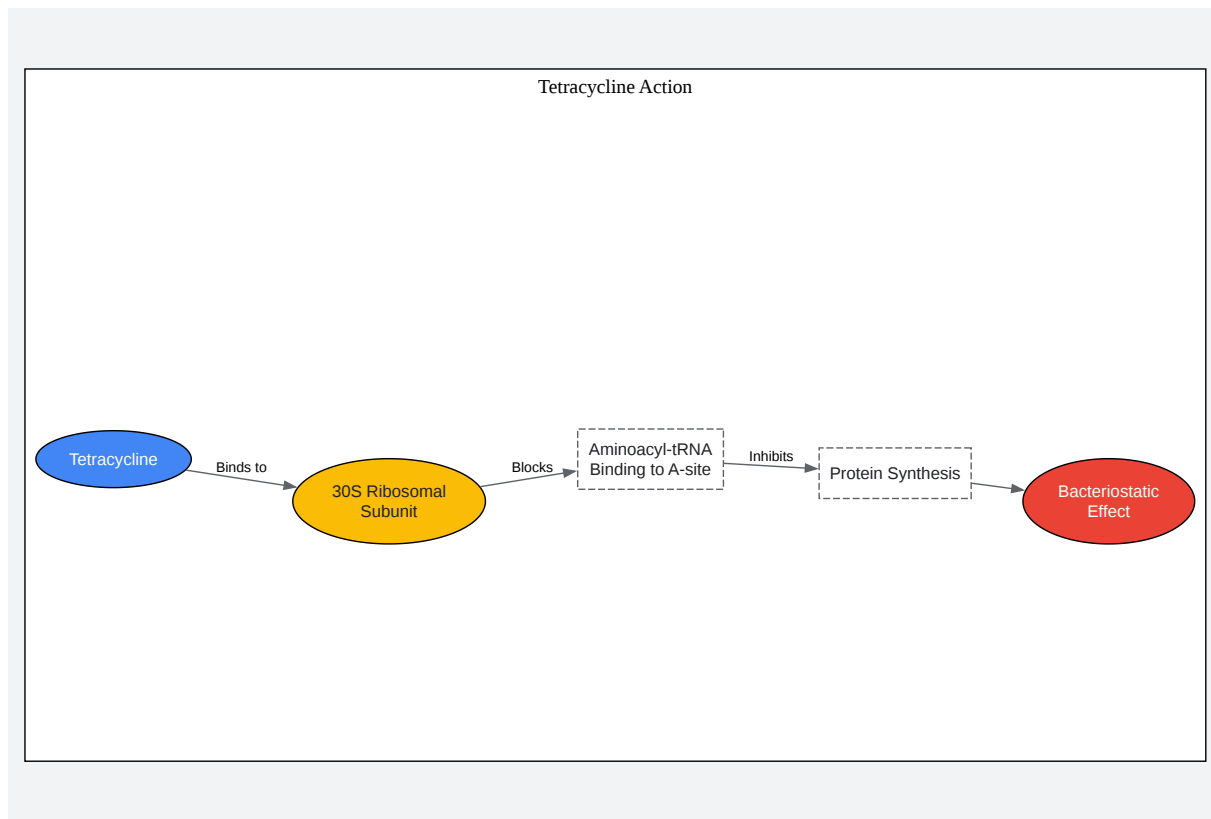 Tetracycline Action
Tetracycline
Binds to
30S Ribosomal
Subunit
Blocks
Aminoacyl-tRNA
Binding to A-site
Inhibits
Protein Synthesis
Bacteriostatic
Effect